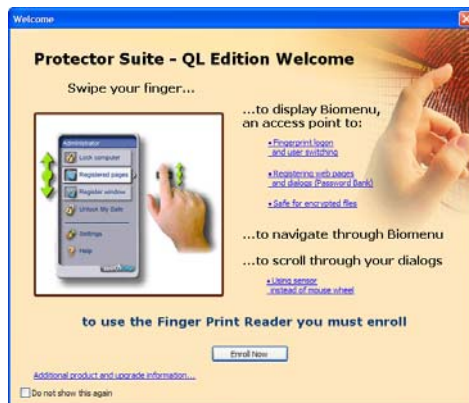 Welcome
Protector Suite - QL Edition Welcome
Swipe your finger...
Administrator
Lock computer
Registered pages
Register window
Unlock My Safe
Settings
Help
...to display Biomenu,
an access point to:
• Fingerprint logon
and user switching
• Registering web pages
and dialogs (Password Bank)
• Safe for encrypted files
...to navigate through Biomenu
...to scroll through your dialogs
• Using sensor
instead of mouse wheel
to use the Finger Print Reader you must enroll
Enroll Now
Additional product and upgrade information...
Do not show this again